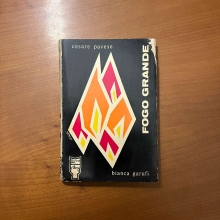 cesare pavese
FOGO GRANDE
bianca garufi